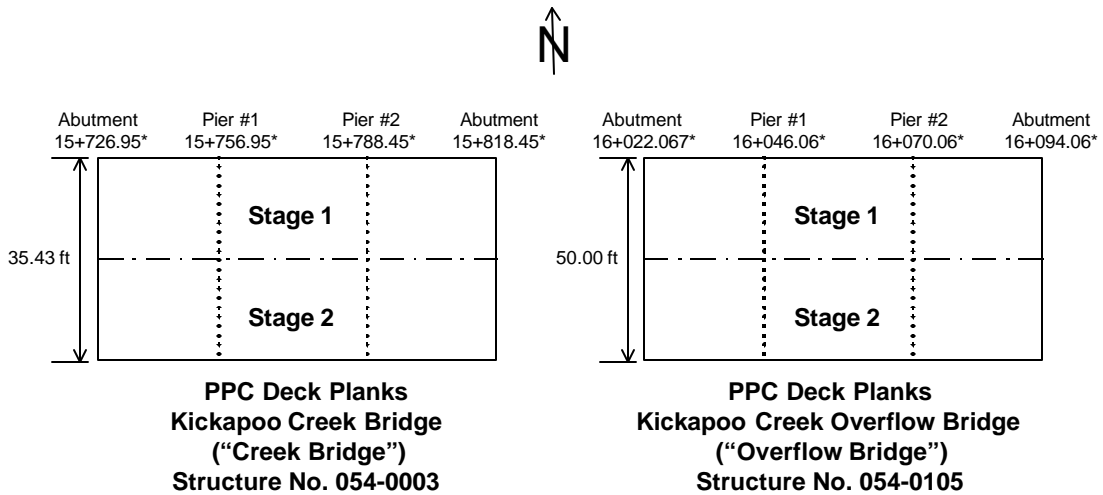 N
Abutment Pier #1 Pier #2 Abutment
15+726.95* 15+756.95* 15+788.45* 15+818.45*
35.43 ft
Stage 1
Stage 2
PPC Deck Planks
Kickapoo Creek Bridge
(“Creek Bridge”)
Structure No. 054-0003
Abutment Pier #1 Pier #2 Abutment
16+022.067* 16+046.06* 16+070.06* 16+094.06*
50.00 ft
Stage 1
Stage 2
PPC Deck Planks
Kickapoo Creek Overflow Bridge
(“Overflow Bridge”)
Structure No. 054-0105